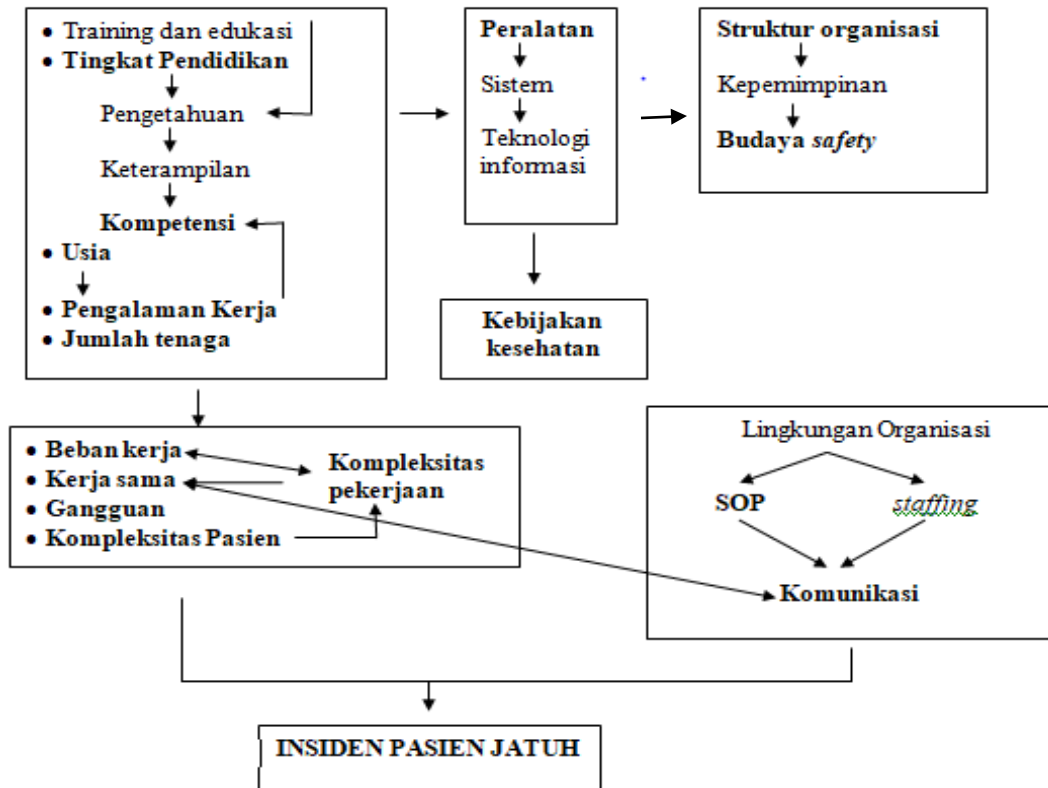 • Training dan edukasi
• Tingkat Pendidikan
Pengetahuan
Keterampilan
Kompetensi
• Usia
• Pengalaman Kerja
• Jumlah tenaga
Peralatan
Sistem
Teknologi
informasi
Struktur organisasi
Kepemimpinan
Budaya safety
Kebijakan
kesehatan
• Beban kerja
• Kerja sama
• Gangguan
• Kompleksitas Pasien
Kompleksitas
pekerjaan
Lingkungan Organisasi
SOP
staffing
Komunikasi
INSIDEN PASIEN JATUH